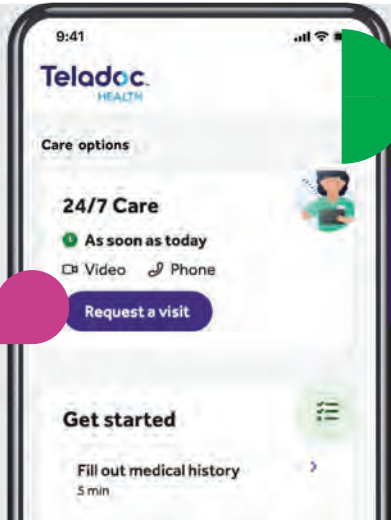 9:41
Teladoc.
HEALTH
Care options
24/7 Care
As soon as today
Video Phone
Request a visit
Get started
Fill out medical history
5 min